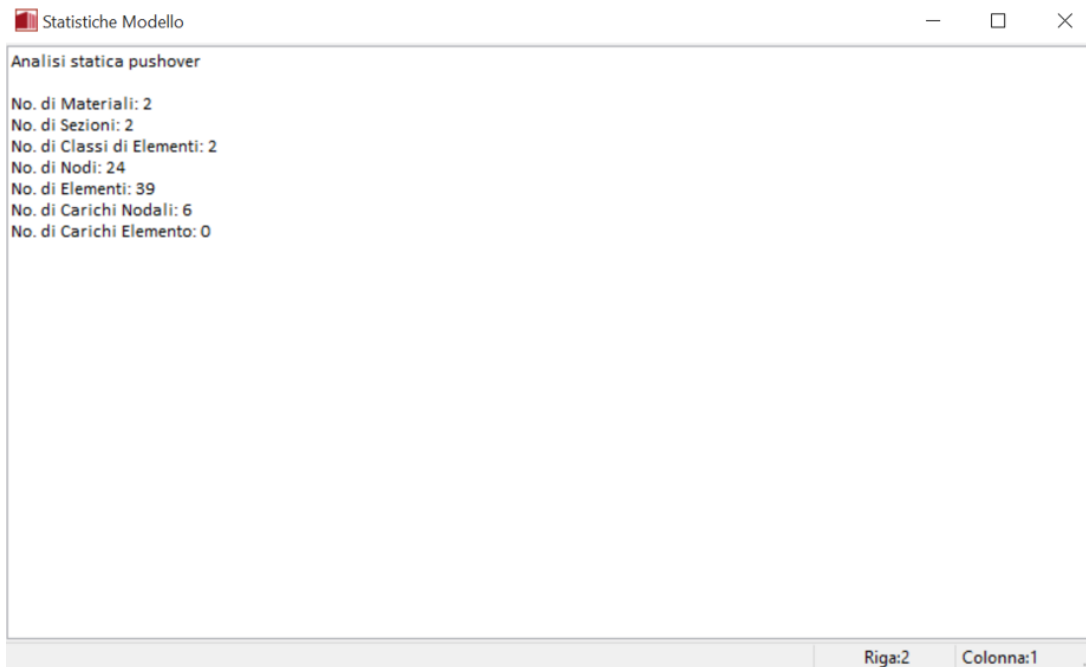 Statistiche Modello
Analisi statica pushover
No. di Materiali: 2
No. di Sezioni: 2
No. di Classi di Elementi: 2
No. di Nodi: 24
No. di Elementi: 39
No. di Carichi Nodali: 6
No. di Carichi Elemento: 0
Riga:2 Colonna:1